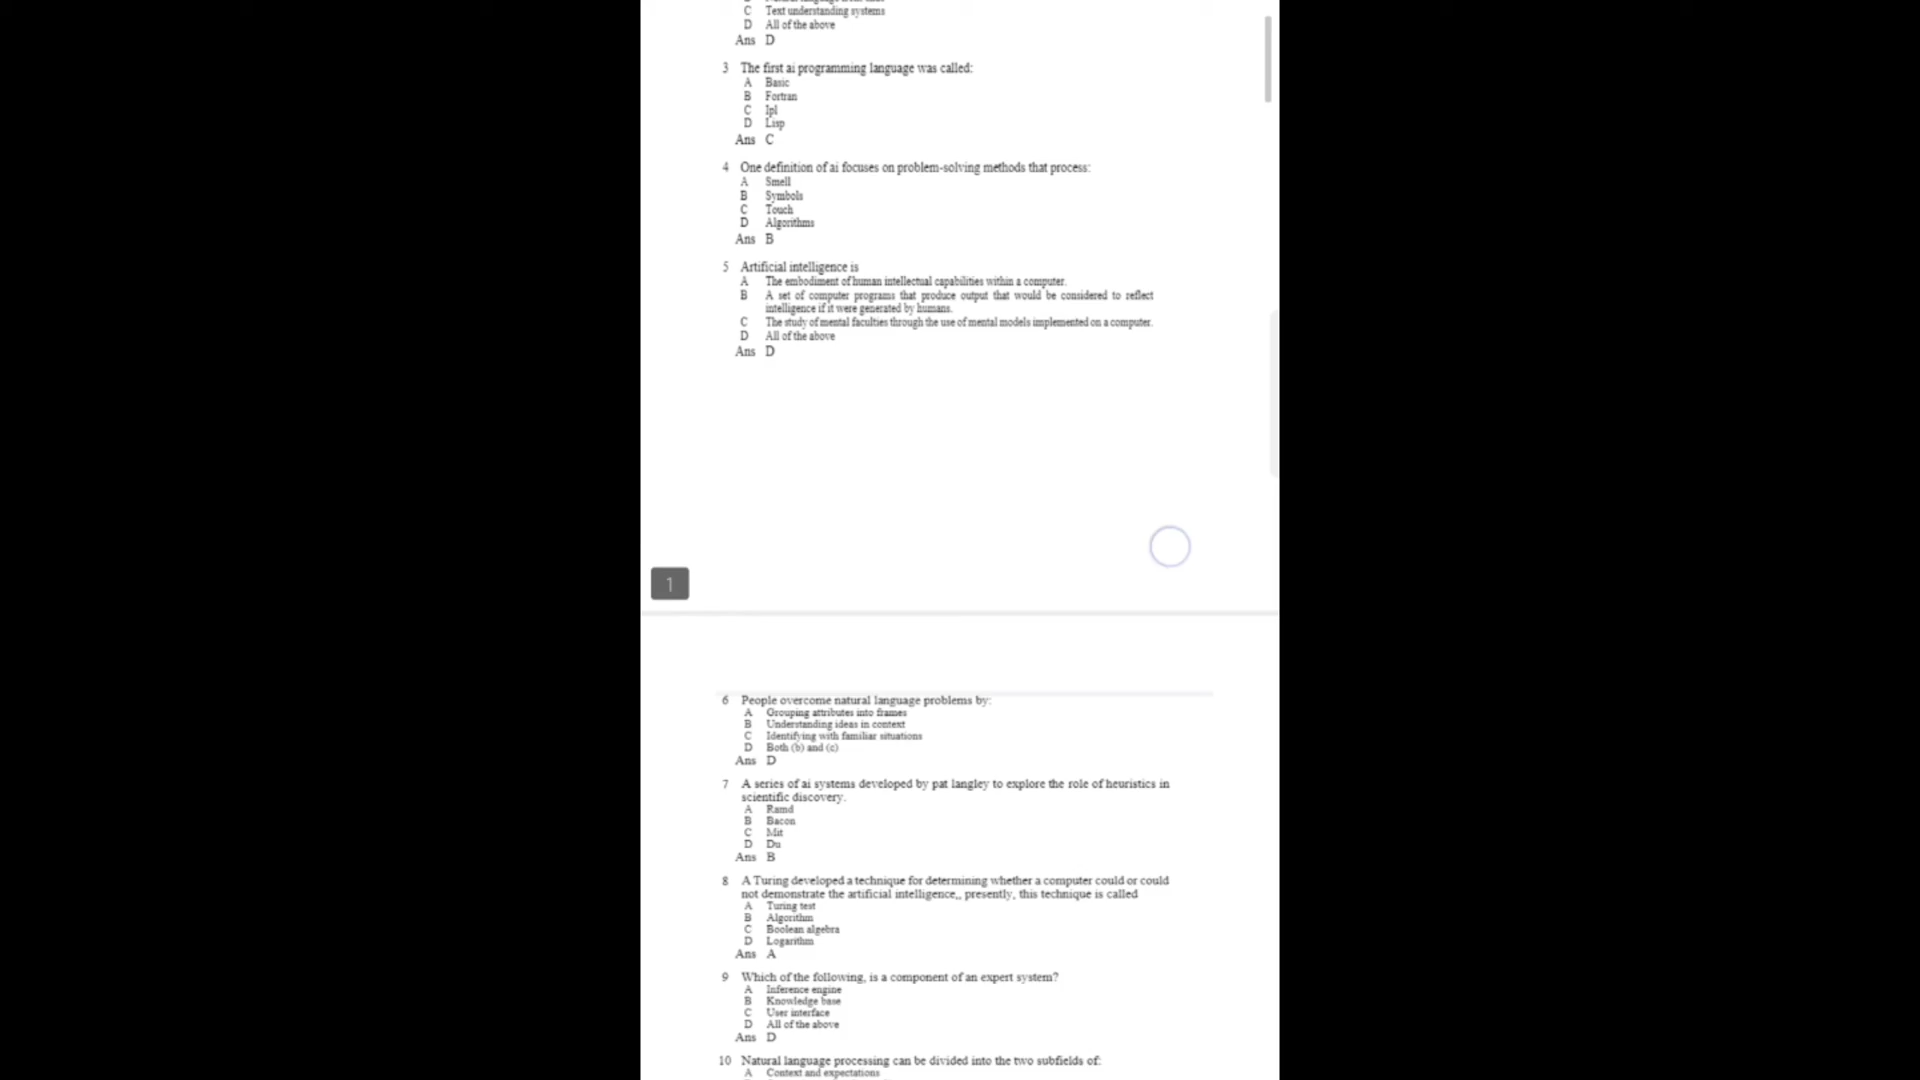 C Text understanding systems
D All of the above
Ans D
3 The first ai programming language was called:
A Basic
B Fortran
C Ipl
D Lisp
Ans C
4 One definition of ai focuses on problem-solving methods that process:
A Smell
B Symbols
C Touch
D Algorithms
Ans B
5 Artificial intelligence is
A The embodiment of human intellectual capabilities within a computer.
B A set of computer programs that produce output that would be considered to reflect
intelligence if it were generated by humans.
C The study of mental faculties through the use of mental models implemented on a computer.
D All of the above
Ans D
1
6 People overcome natural language problems by:
A Grouping attributes into frames
B Understanding ideas in context
C Identifying with familiar situations
D Both (b) and (c)
Ans D
7 A series of ai systems developed by pat langley to explore the role of heuristics in
scientific discovery.
A Ramd
B Bacon
C Mit
D Du
Ans B
8 A Turing developed a technique for determining whether a computer could or could
not demonstrate the artificial intelligence,, presently, this technique is called
A Turing test
B Algorithm
C Boolean algebra
D Logarithm
Ans A
9 Which of the following, is a component of an expert system?
A Inference engine
B Knowledge base
C User interface
D All of the above
Ans D
10 Natural language processing can be divided into the two subfields of:
A Context and expectations